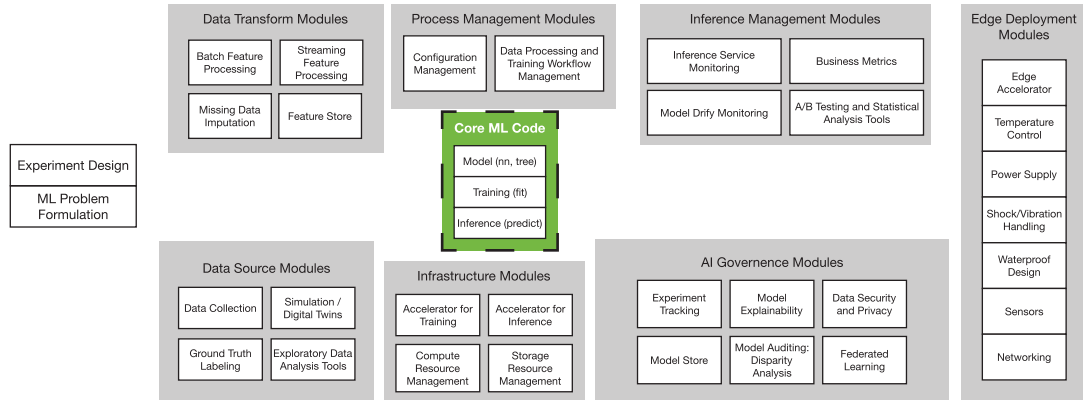 Data Transform Modules
Batch Feature
Processing
Streaming
Feature
Processing
Missing Data
Imputation
Feature Store
Process Management Modules
Configuration
Management
Data Processing and
Training Workflow
Management
Inference Management Modules
Inference Service
Monitoring
Business Metrics
Model Drify Monitoring
A/B Testing and Statistical
Analysis Tools
Edge Deployment
Modules
Edge
Accelerator
Temperature
Control
Power Supply
Shock/Vibration
Handling
Waterproof
Design
Sensors
Networking
Experiment Design
ML Problem
Formulation
Core ML Code
Model (nn, tree)
Training (fit)
Inference (predict)
Data Source Modules
Data Collection
Simulation /
Digital Twins
Ground Truth
Labeling
Exploratory Data
Analysis Tools
Infrastructure Modules
Accelerator for
Training
Accelerator for
Inference
Compute
Resource
Management
Storage
Resource
Management
AI Governence Modules
Experiment
Tracking
Model
Explainability
Data Security
and Privacy
Model Store
Model Auditing:
Disparity
Analysis
Federated
Learning